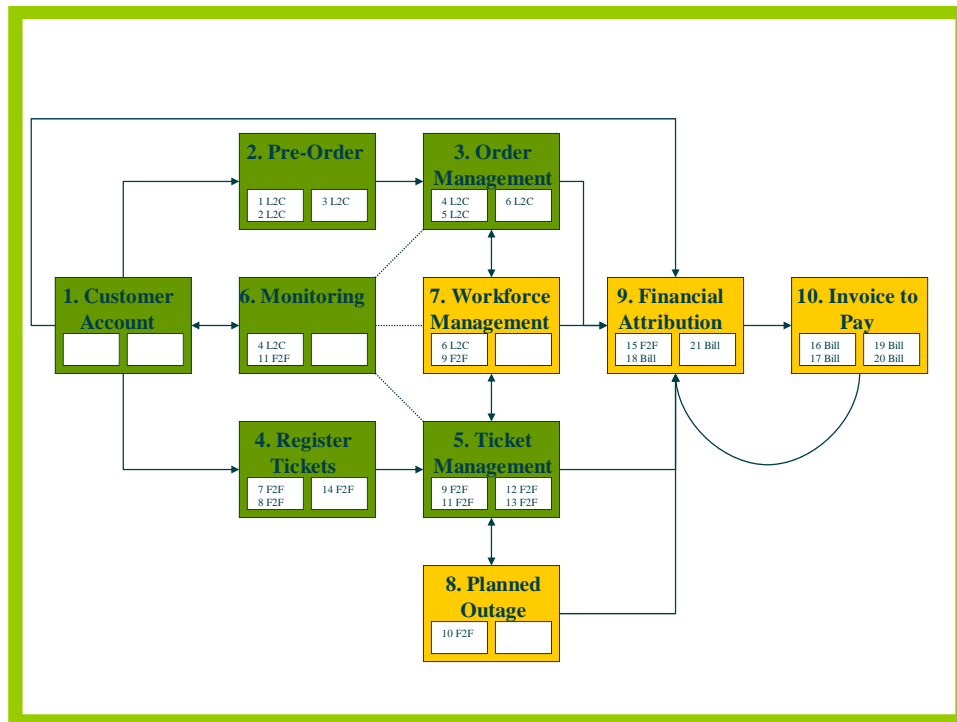 2. Pre-Order
1 L2C
2 L2C
3 L2C
3. Order
Management
4 L2C
5 L2C
6 L2C
1. Customer
Account
6. Monitoring
4 L2C
11 F2F
7. Workforce
Management
6 L2C
9 F2F
9. Financial
Attribution
15 F2F
18 Bill
21 Bill
10. Invoice to
Pay
16 Bill
17 Bill
19 Bill
20 Bill
4. Register
Tickets
7 F2F
8 F2F
14 F2F
5. Ticket
Management
9 F2F
11 F2F
12 F2F
13 F2F
8. Planned
Outage
10 F2F